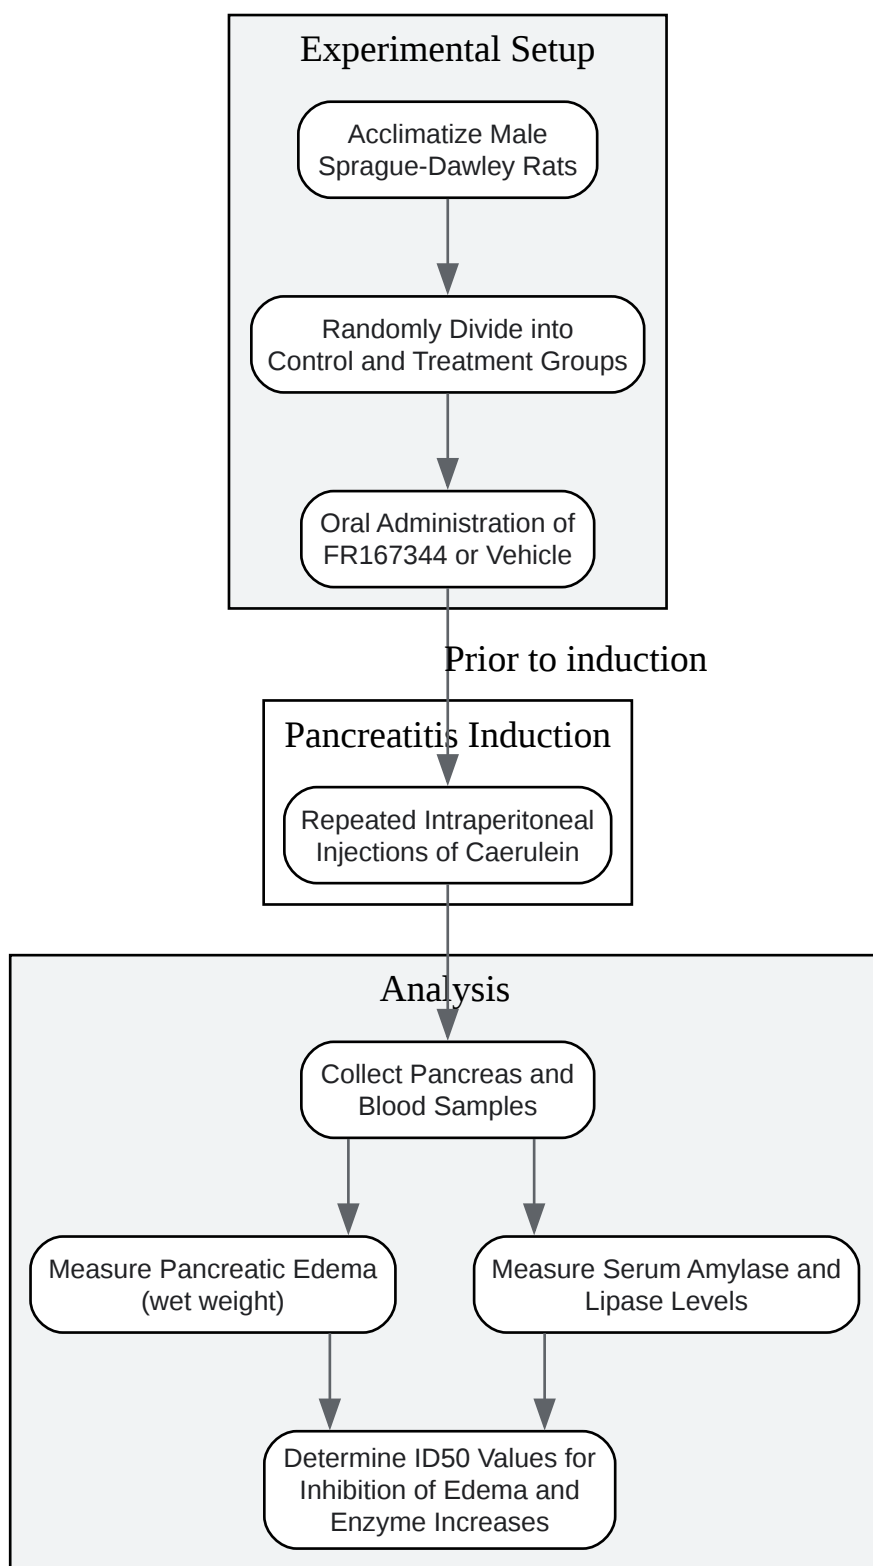 Experimental Setup
Acclimatize Male
Sprague-Dawley Rats
Randomly Divide into
Control and Treatment Groups
Oral Administration of
FR167344 or Vehicle
Prior to induction
Pancreatitis Induction
Repeated Intraperitoneal
Injections of Caerulein
Analysis
Collect Pancreas and
Blood Samples
Measure Pancreatic Edema
(wet weight)
Measure Serum Amylase and
Lipase Levels
Determine ID50 Values for
Inhibition of Edema and
Enzyme Increases